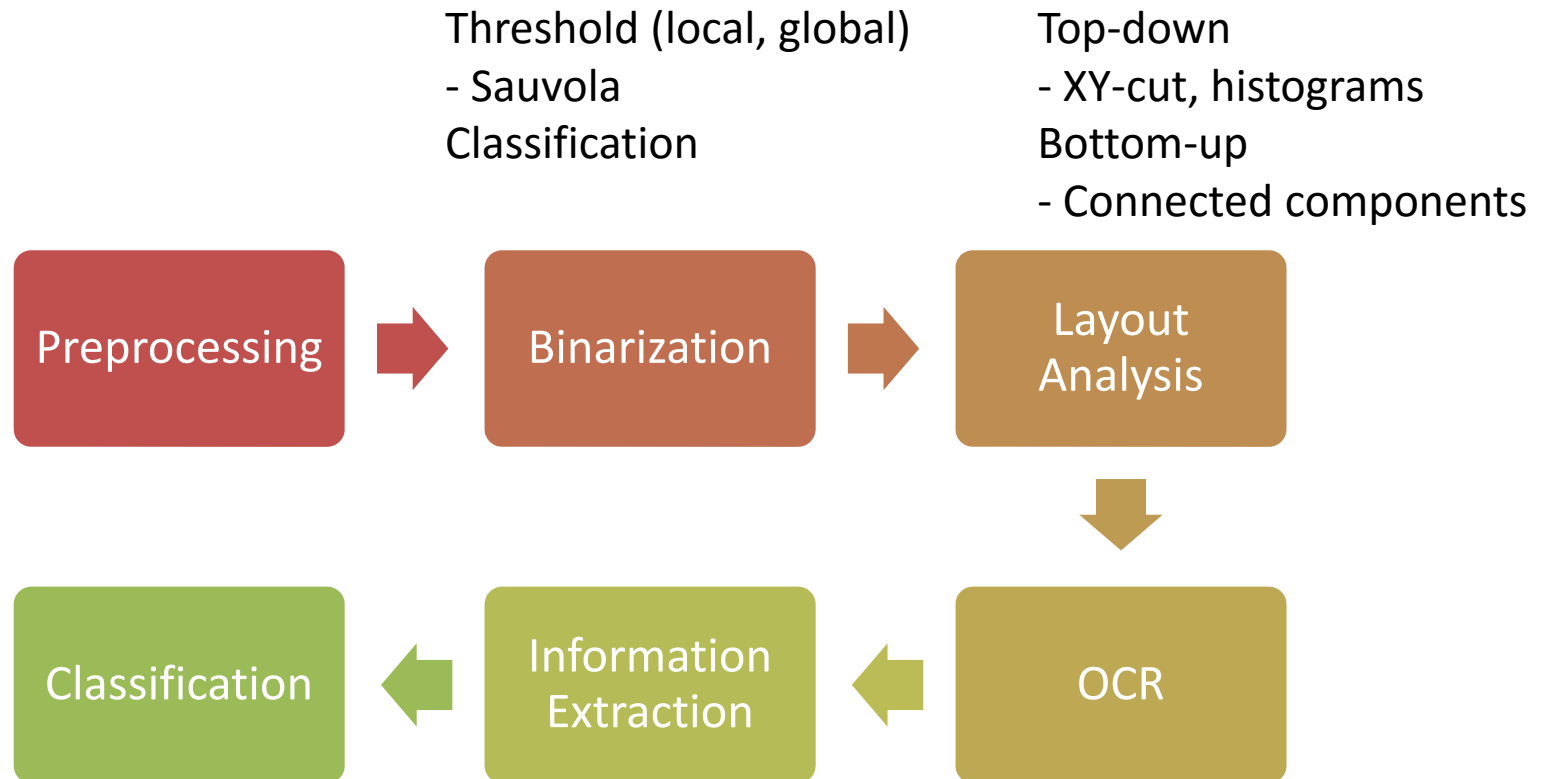 Threshold (local, global)
- Sauvola
Classification
Top-down
- XY-cut, histograms
Bottom-up
- Connected components
Preprocessing
Binarization
Layout
Analysis
OCR
Information
Extraction
Classification